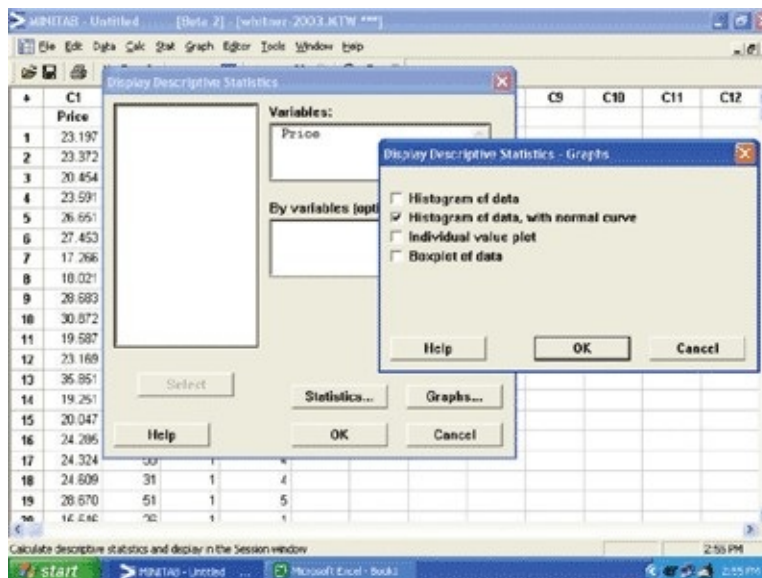 MINITAB - Untitled [Beta 2] - [whitner-2003.MTW ***]
File Edit Data Calc Stat Graph Editor Tools Window Help
Display Descriptive Statistics
C1 C9 C10 C11 C12
Price
1 23.197
2 23.372
3 20.454
4 23.591
5 26.651
6 27.453
7 17.266
8 18.021
9 28.683
10 30.872
11 19.587
12 23.169
13 35.851
14 19.251
15 20.047
16 24.285
17 24.324 1
18 24.609 31 1 4
19 28.670 51 1 5
Variables:
Price
By variables
Select
Statistics...
Graphs...
Help
OK
Cancel
Display Descriptive Statistics - Graphs
Histogram of data
Histogram of data, with normal curve
Individual value plot
Boxplot of data
Help
OK
Cancel
Calculate descriptive statistics and display in the Session window
2:55 PM
start
MINITAB - Untitled ...
Microsoft Excel - Book1
2:55 PM